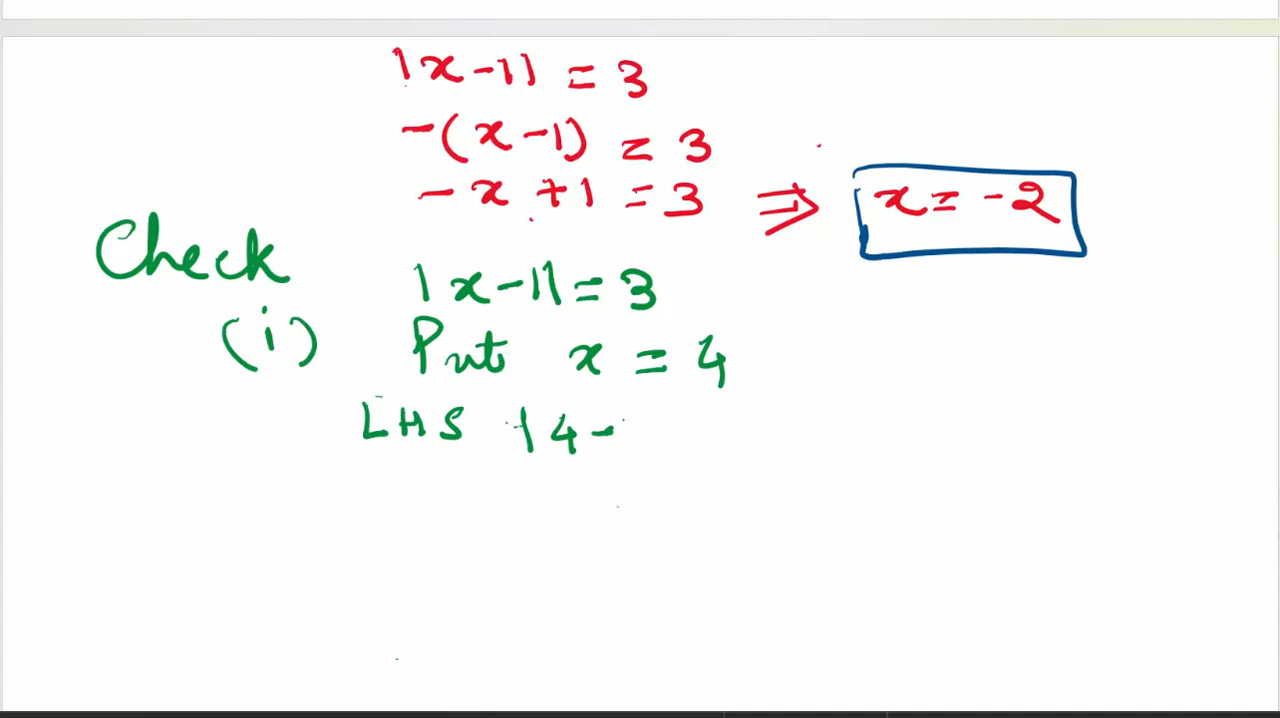 |x-1| = 3
-(x-1) = 3
-x+1 = 3 ⇒ x = -2
Check
|x-1| = 3
(i) Put x = 4
LHS |4-